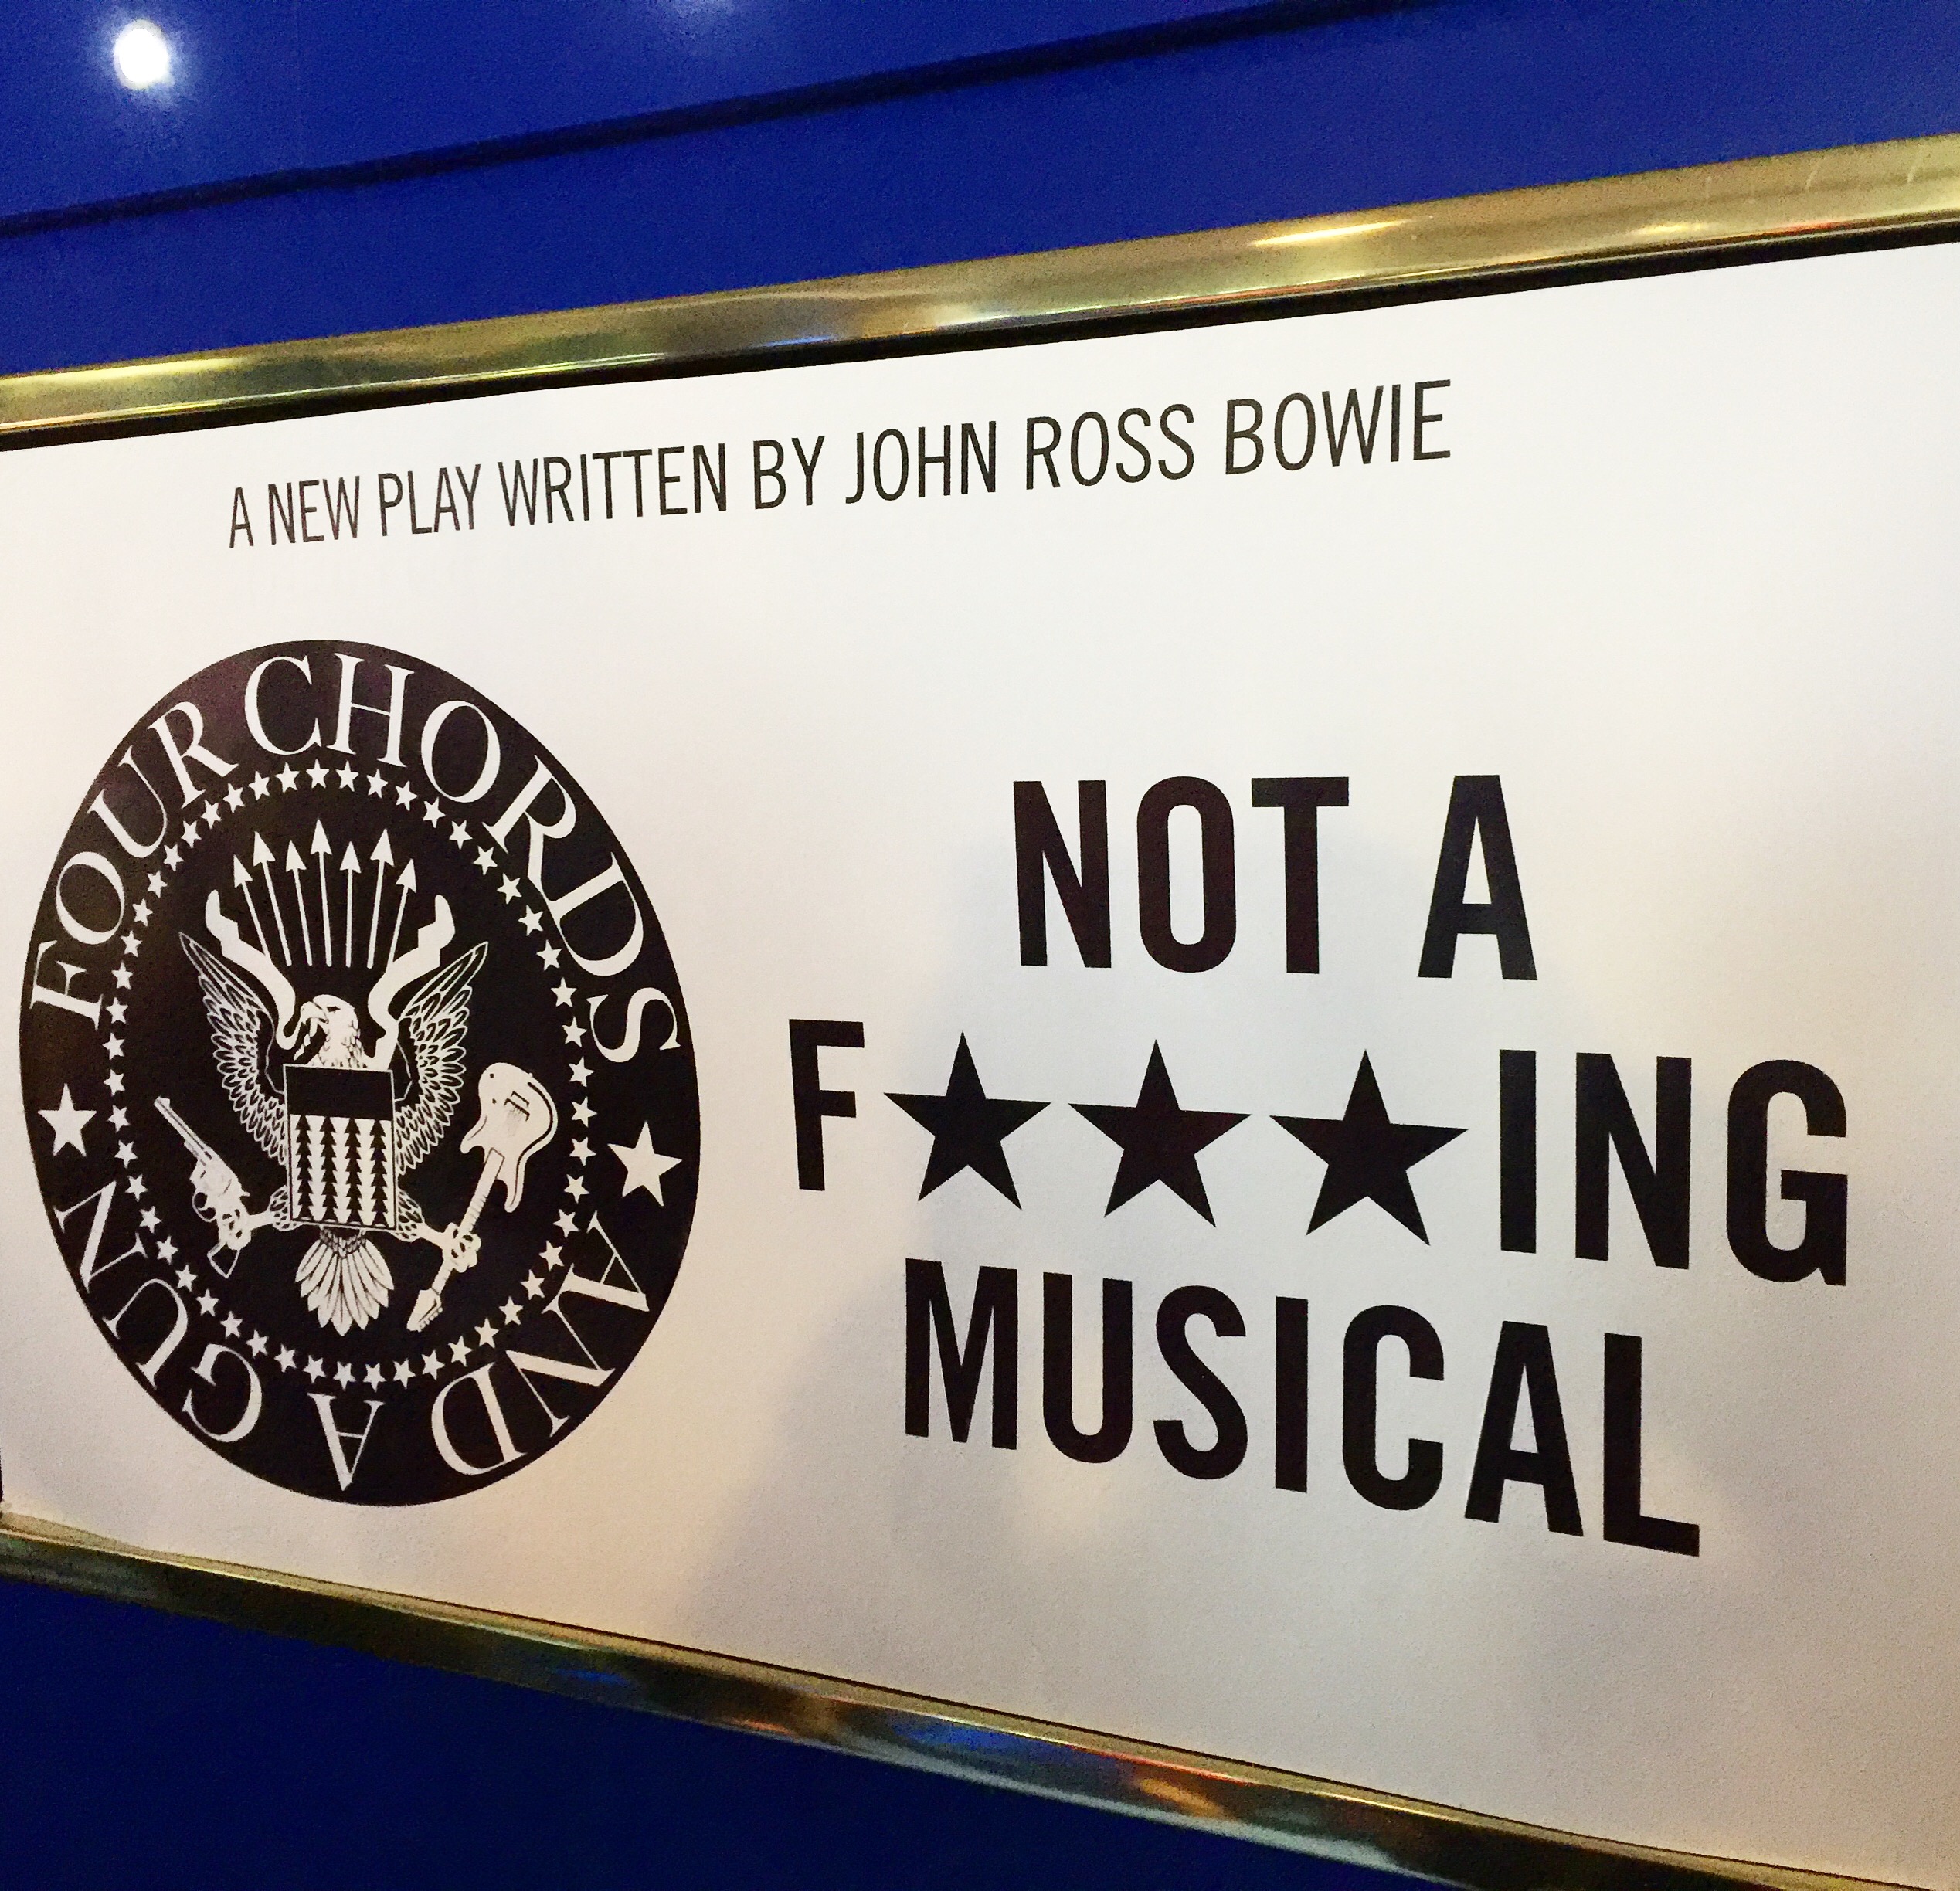 A NEW PLAY WRITTEN BY JOHN ROSS BOWIE
FOUR CHORDS
★ AND A GUN ★
NOT A
F★★★ING
MUSICAL